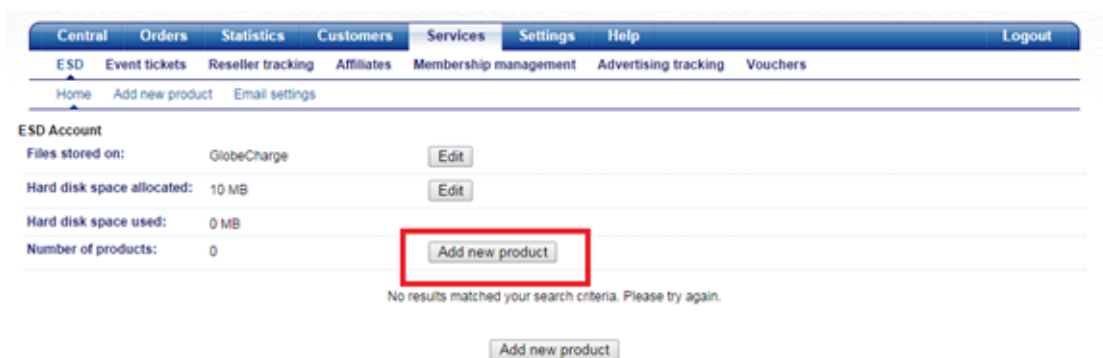 Central Orders Statistics Customers Services Settings Help Logout
ESD Event tickets Reseller tracking Affiliates Membership management Advertising tracking Vouchers
Home Add new product Email settings
ESD Account
Files stored on: GlobeCharge Edit
Hard disk space allocated: 10 MB Edit
Hard disk space used: 0 MB
Number of products: 0 Add new product
No results matched your search criteria. Please try again.
Add new product